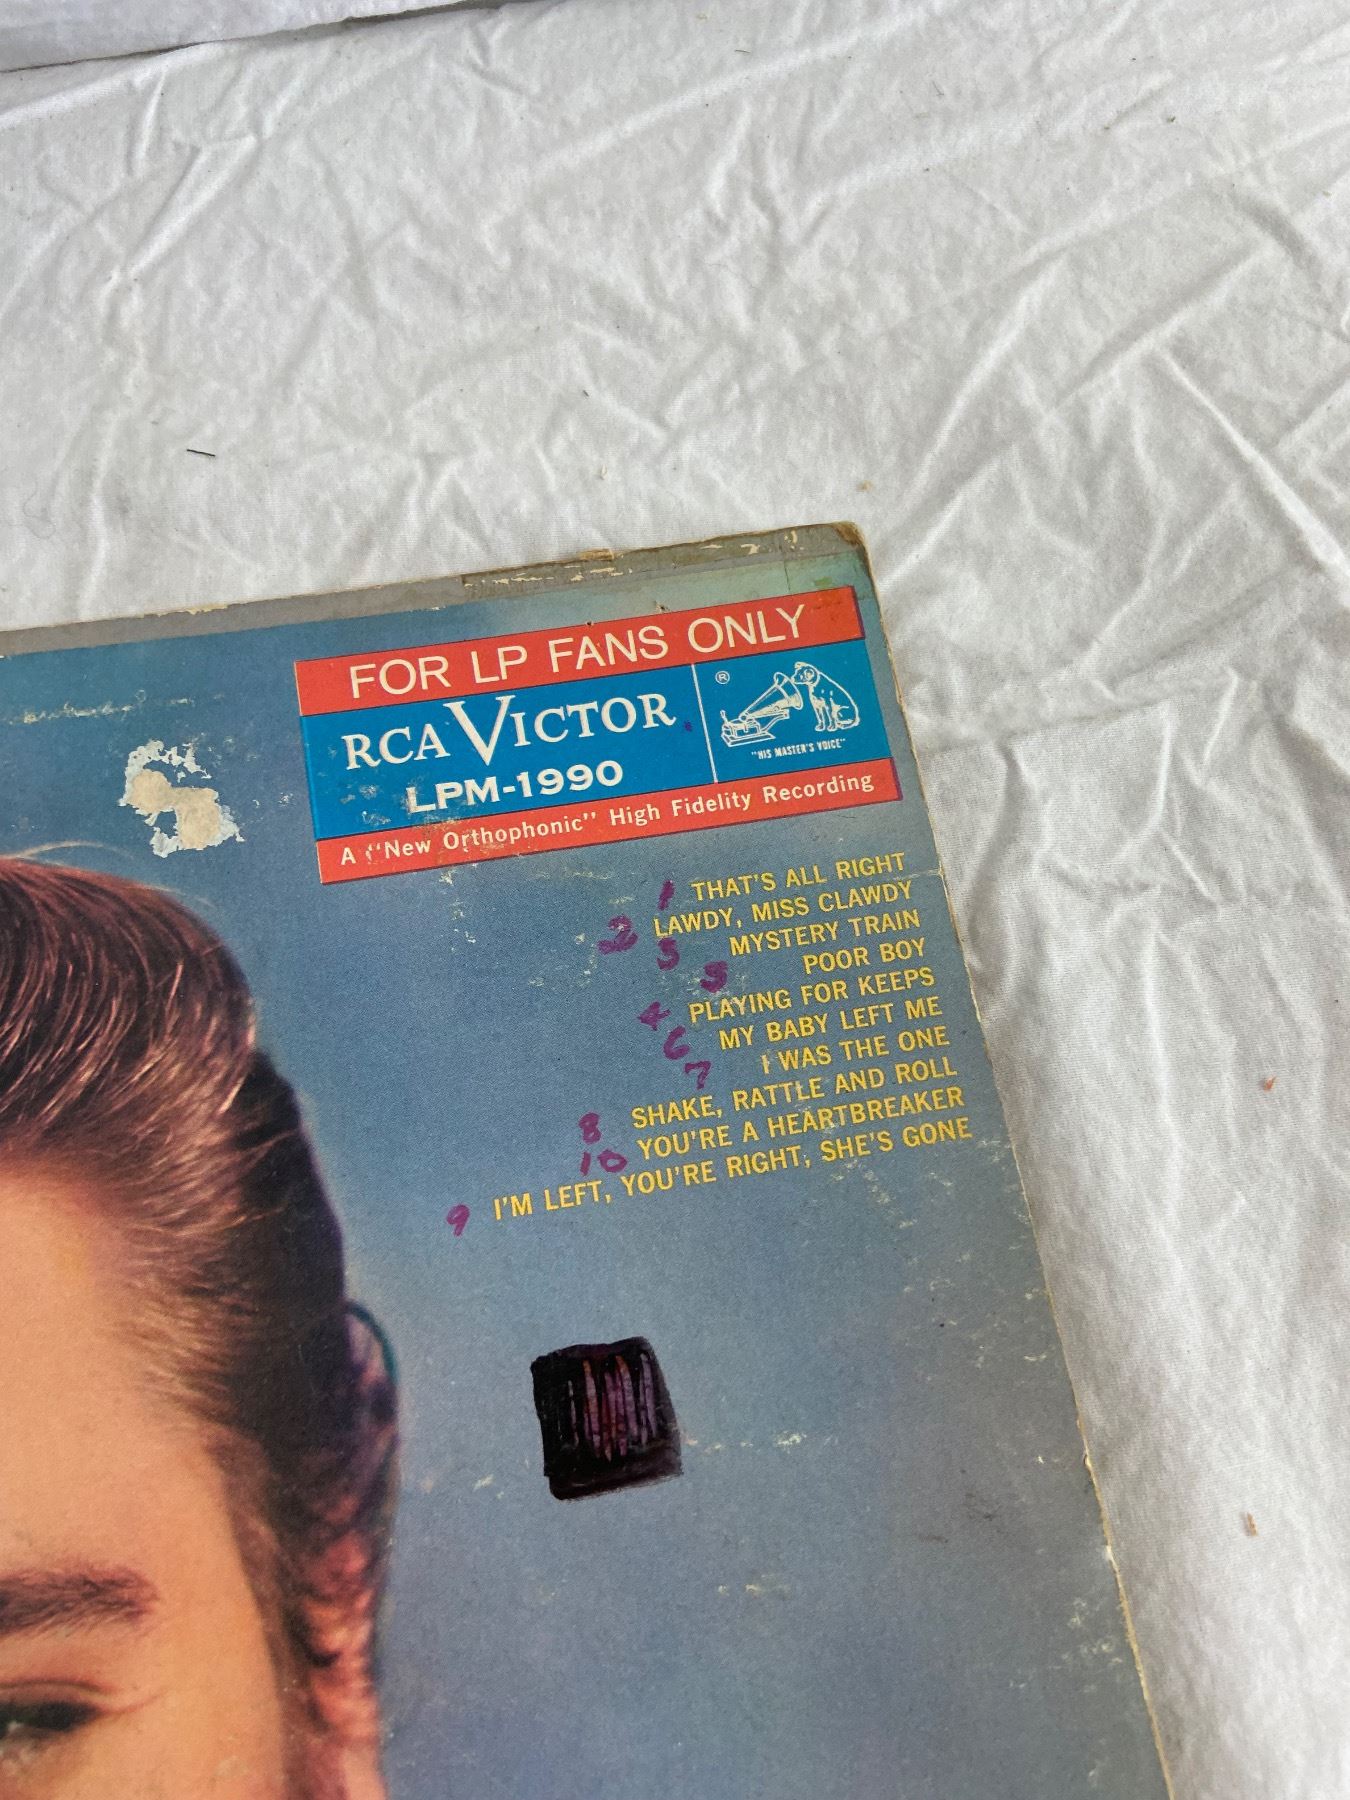 FOR LP FANS ONLY
RCA VICTOR
LPM-1990
®
"HIS MASTER'S VOICE"
A "New Orthophonic" High Fidelity Recording
1 THAT'S ALL RIGHT
2 LAWDY, MISS CLAWDY
3 MYSTERY TRAIN
5 POOR BOY
4 PLAYING FOR KEEPS
6 MY BABY LEFT ME
7 I WAS THE ONE
8 SHAKE, RATTLE AND ROLL
10 YOU'RE A HEARTBREAKER
9 I'M LEFT, YOU'RE RIGHT, SHE'S GONE